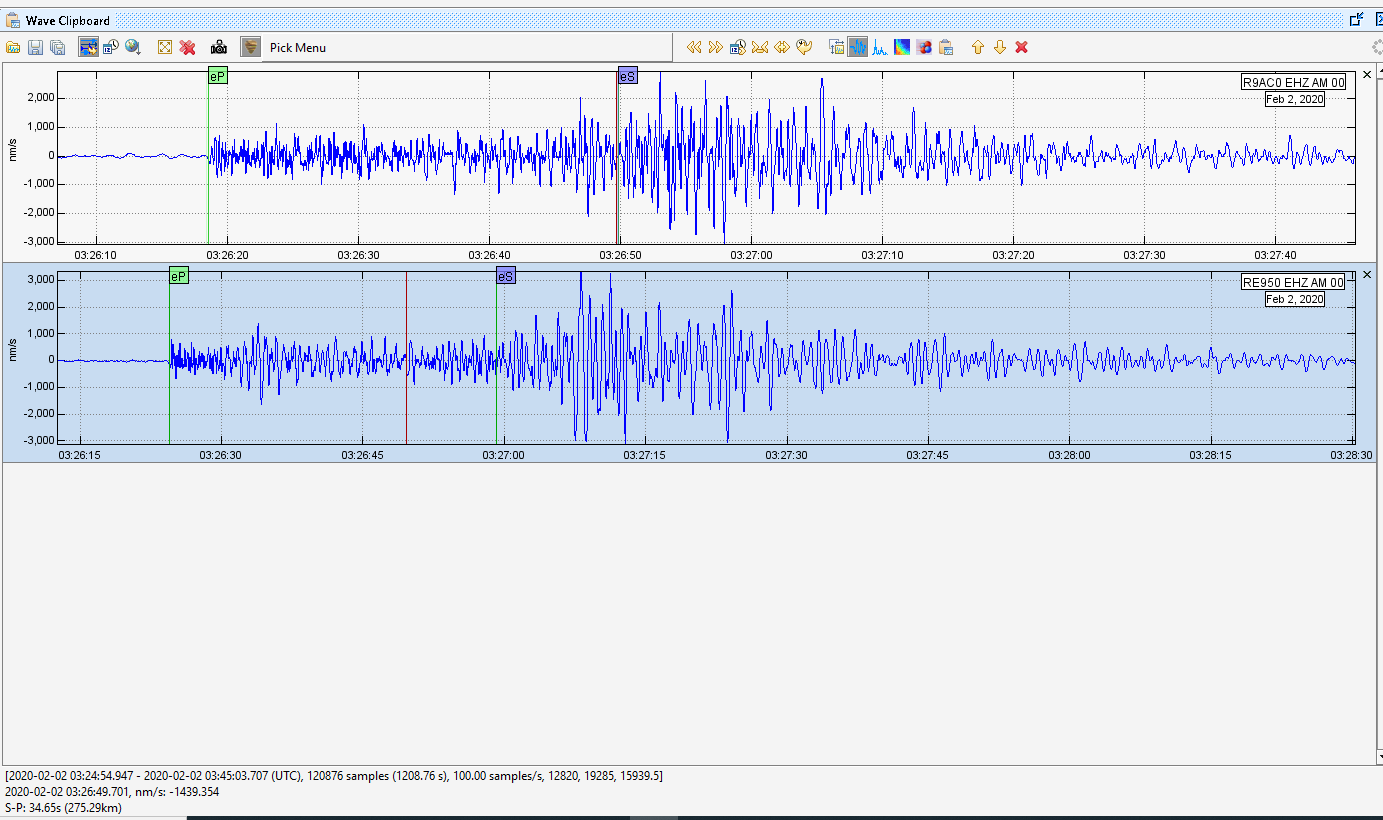 Wave Clipboard
Pick Menu
eP
eS
R9AC0 EHZ AM 00
Feb 2, 2020
2,000
1,000
0
-1,000
-2,000
-3,000
nm/s
03:26:10 03:26:20 03:26:30 03:26:40 03:26:50 03:27:00 03:27:10 03:27:20 03:27:30 03:27:40
eP
eS
RE950 EHZ AM 00
Feb 2, 2020
3,000
2,000
1,000
0
-1,000
-2,000
-3,000
nm/s
03:26:15 03:26:30 03:26:45 03:27:00 03:27:15 03:27:30 03:27:45 03:28:00 03:28:15 03:28:30
[2020-02-02 03:24:54.947 - 2020-02-02 03:45:03.707 (UTC), 120876 samples (1208.76 s), 100.00 samples/s, 12820, 19285, 15939.5]
2020-02-02 03:26:49.701, nm/s: -1439.354
S-P: 34.65s (275.29km)